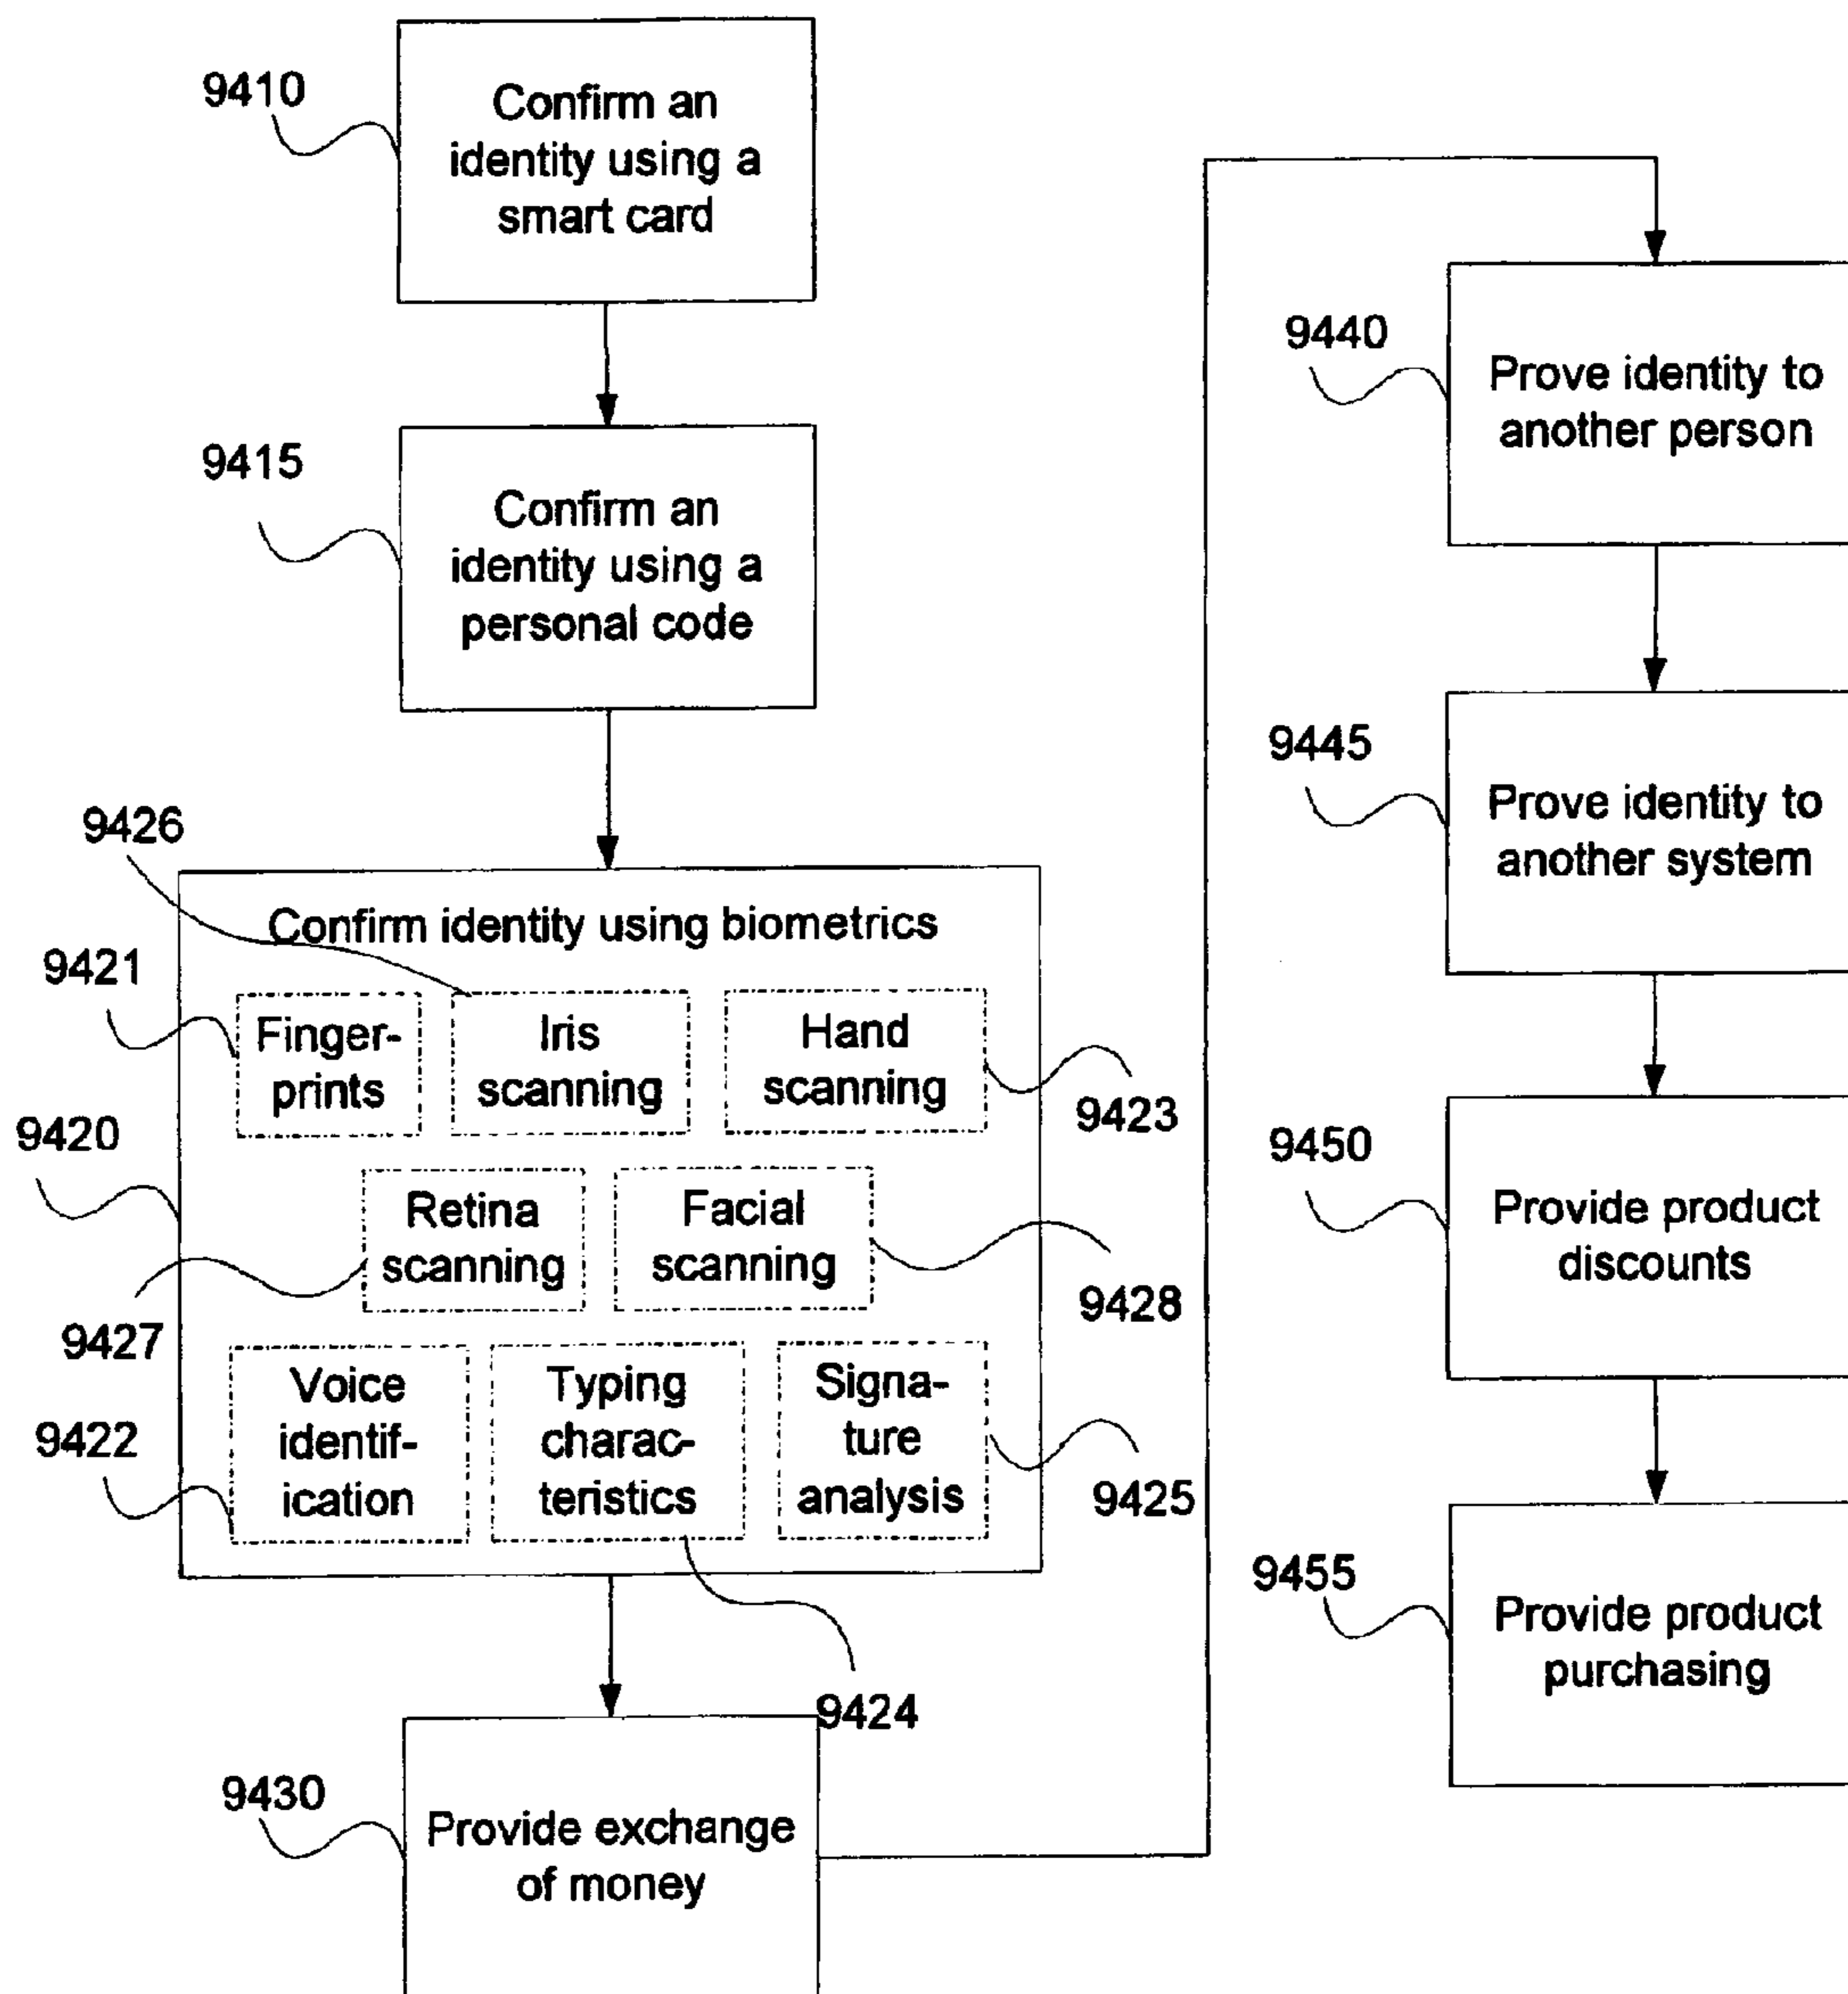 9410
Confirm an
identity using a
smart card
9415
Confirm an
identity using a
personal code
9426
Confirm identity using biometrics
9421
Finger-
prints
Iris
scanning
Hand
scanning
9423
9420
Retina
scanning
Facial
scanning
9427
9428
Voice
identif-
ication
9422
Typing
charac-
teristics
Signa-
ture
analysis
9425
9424
9430
Provide exchange
of money
9440
Prove identity to
another person
9445
Prove identity to
another system
9450
Provide product
discounts
9455
Provide product
purchasing